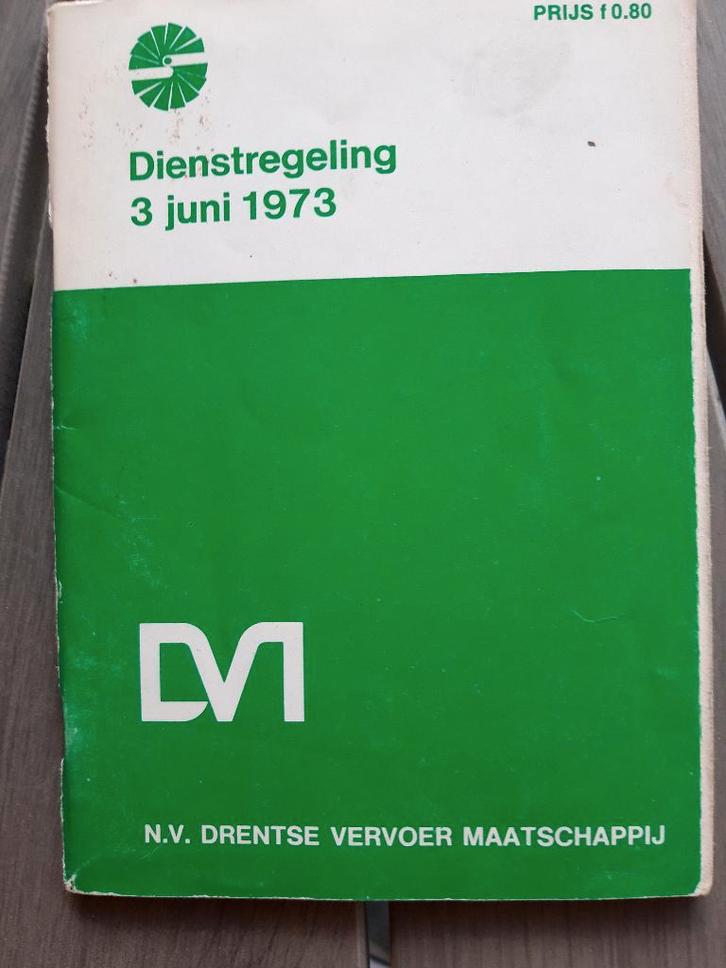 PRIJS f 0.80
Dienstregeling
3 juni 1973
DVM
N.V. DRENTSE VERVOER MAATSCHAPPIJ